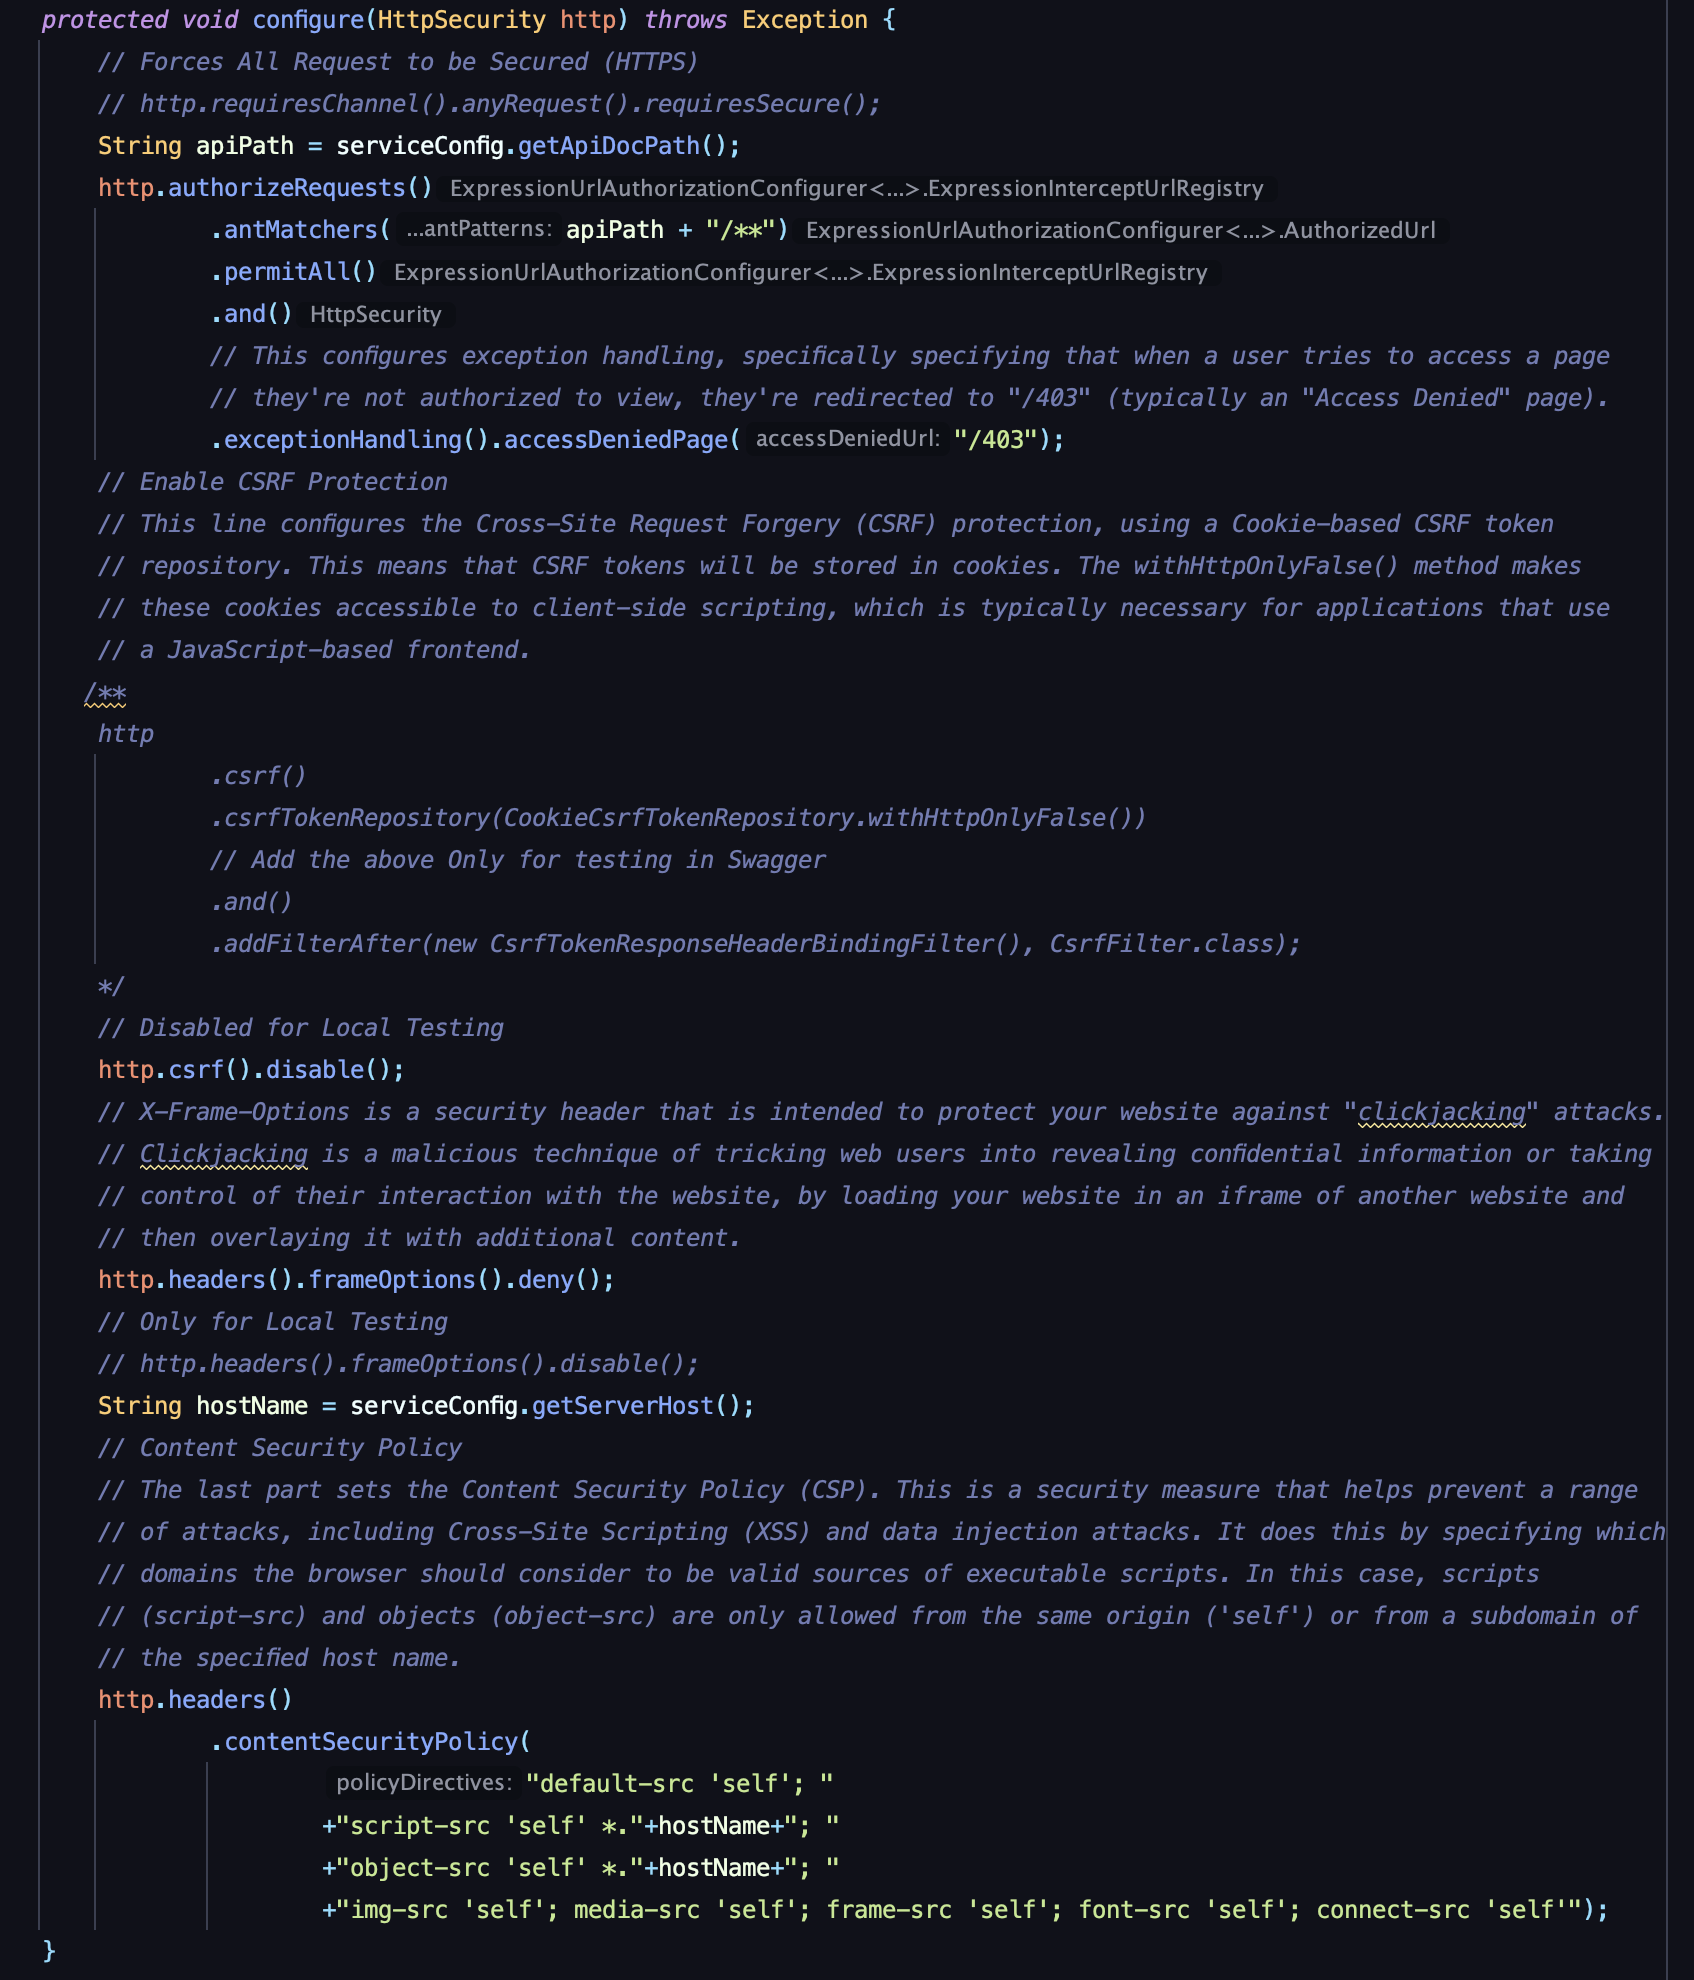 protected void configure(HttpSecurity http) throws Exception {
// Forces All Request to be Secured (HTTPS)
// http.requiresChannel().anyRequest().requiresSecure();
String apiPath = serviceConfig.getApiDocPath();
http.authorizeRequests() ExpressionUrlAuthorizationConfigurer<...>.ExpressionInterceptUrlRegistry
.antMatchers( ...antPatterns: apiPath + "/**") ExpressionUrlAuthorizationConfigurer<...>.AuthorizedUrl
.permitAll() ExpressionUrlAuthorizationConfigurer<...>.ExpressionInterceptUrlRegistry
.and() HttpSecurity
// This configures exception handling, specifically specifying that when a user tries to access a page
// they're not authorized to view, they're redirected to "/403" (typically an "Access Denied" page).
.exceptionHandling().accessDeniedPage( accessDeniedUrl: "/403");
// Enable CSRF Protection
// This line configures the Cross-Site Request Forgery (CSRF) protection, using a Cookie-based CSRF token
// repository. This means that CSRF tokens will be stored in cookies. The withHttpOnlyFalse() method makes
// these cookies accessible to client-side scripting, which is typically necessary for applications that use
// a JavaScript-based frontend.
/**
http
.csrf()
.csrfTokenRepository(CookieCsrfTokenRepository.withHttpOnlyFalse())
// Add the above Only for testing in Swagger
.and()
.addFilterAfter(new CsrfTokenResponseHeaderBindingFilter(), CsrfFilter.class);
*/
// Disabled for Local Testing
http.csrf().disable();
// X-Frame-Options is a security header that is intended to protect your website against "clickjacking" attacks.
// Clickjacking is a malicious technique of tricking web users into revealing confidential information or taking
// control of their interaction with the website, by loading your website in an iframe of another website and
// then overlaying it with additional content.
http.headers().frameOptions().deny();
// Only for Local Testing
// http.headers().frameOptions().disable();
String hostName = serviceConfig.getServerHost();
// Content Security Policy
// The last part sets the Content Security Policy (CSP). This is a security measure that helps prevent a range
// of attacks, including Cross-Site Scripting (XSS) and data injection attacks. It does this by specifying which
// domains the browser should consider to be valid sources of executable scripts. In this case, scripts
// (script-src) and objects (object-src) are only allowed from the same origin ('self') or from a subdomain of
// the specified host name.
http.headers()
.contentSecurityPolicy(
policyDirectives: "default-src 'self'; "
+"script-src 'self' *."+hostName+"; "
+"object-src 'self' *."+hostName+"; "
+"img-src 'self'; media-src 'self'; frame-src 'self'; font-src 'self'; connect-src 'self'");
}